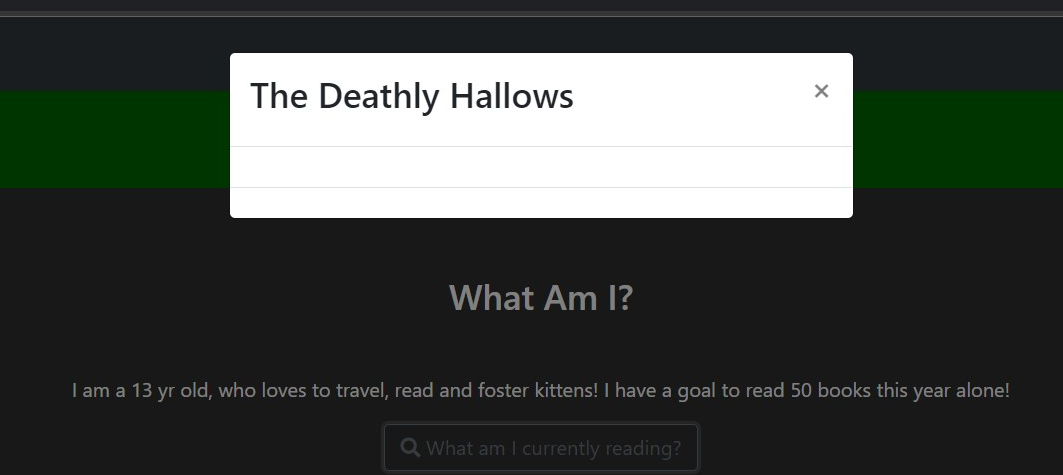 The Deathly Hallows ×
What Am I?
I am a 13 yr old, who loves to travel, read and foster kittens! I have a goal to read 50 books this year alone!
What am I currently reading?